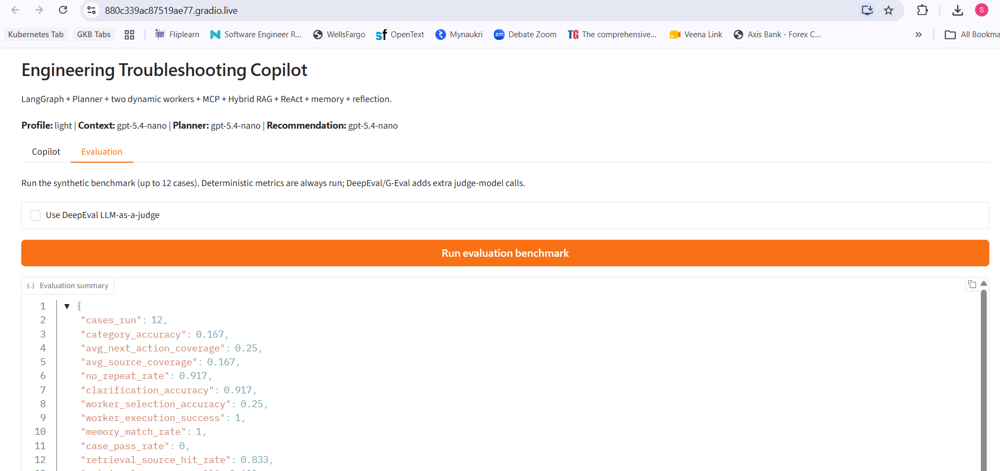 880c339ac87519ae77.gradio.live
S
Kubernetes Tab GKB Tabs Fliplearn Software Engineer R... WellsFargo OpenText Mynaukri Debate Zoom The comprehensive... Veena Link Axis Bank - Forex C... All Bookma
Engineering Troubleshooting Copilot
LangGraph + Planner + two dynamic workers + MCP + Hybrid RAG + ReAct + memory + reflection.
Profile: light | Context: gpt-5.4-nano | Planner: gpt-5.4-nano | Recommendation: gpt-5.4-nano
Copilot Evaluation
Run the synthetic benchmark (up to 12 cases). Deterministic metrics are always run; DeepEval/G-Eval adds extra judge-model calls.
Use DeepEval LLM-as-a-judge
Run evaluation benchmark
Evaluation summary
1 {
2 "cases_run": 12,
3 "category_accuracy": 0.167,
4 "avg_next_action_coverage": 0.25,
5 "avg_source_coverage": 0.167,
6 "no_repeat_rate": 0.917,
7 "clarification_accuracy": 0.917,
8 "worker_selection_accuracy": 0.25,
9 "worker_execution_success": 1,
10 "memory_match_rate": 1,
11 "case_pass_rate": 0,
12 "retrieval_source_hit_rate": 0.833,